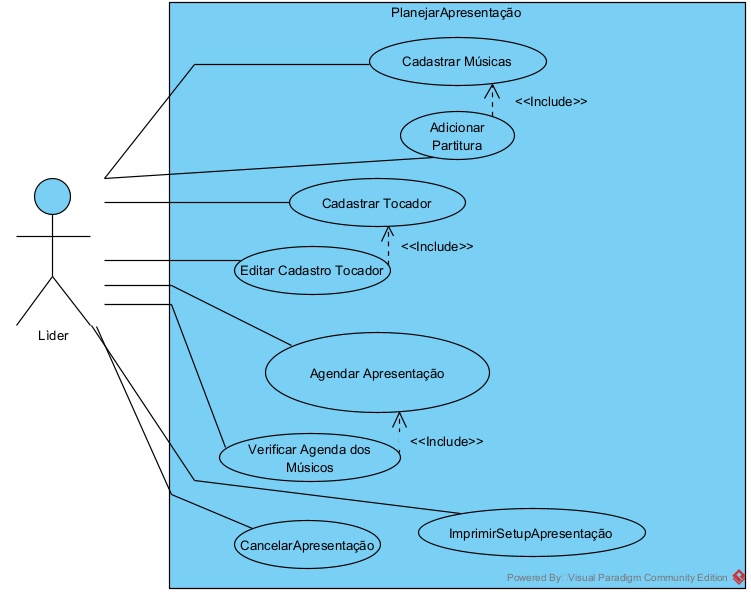 PlanejarApresentação
Cadastrar Músicas
<<Include>>
Adicionar
Partitura
Cadastrar Tocador
<<Include>>
Editar Cadastro Tocador
Lìder
Agendar Apresentação
<<Include>>
Verificar Agenda dos
Músicos
ImprimirSetupApresentação
CancelarApresentação
Powered By: Visual Paradigm Community Edition